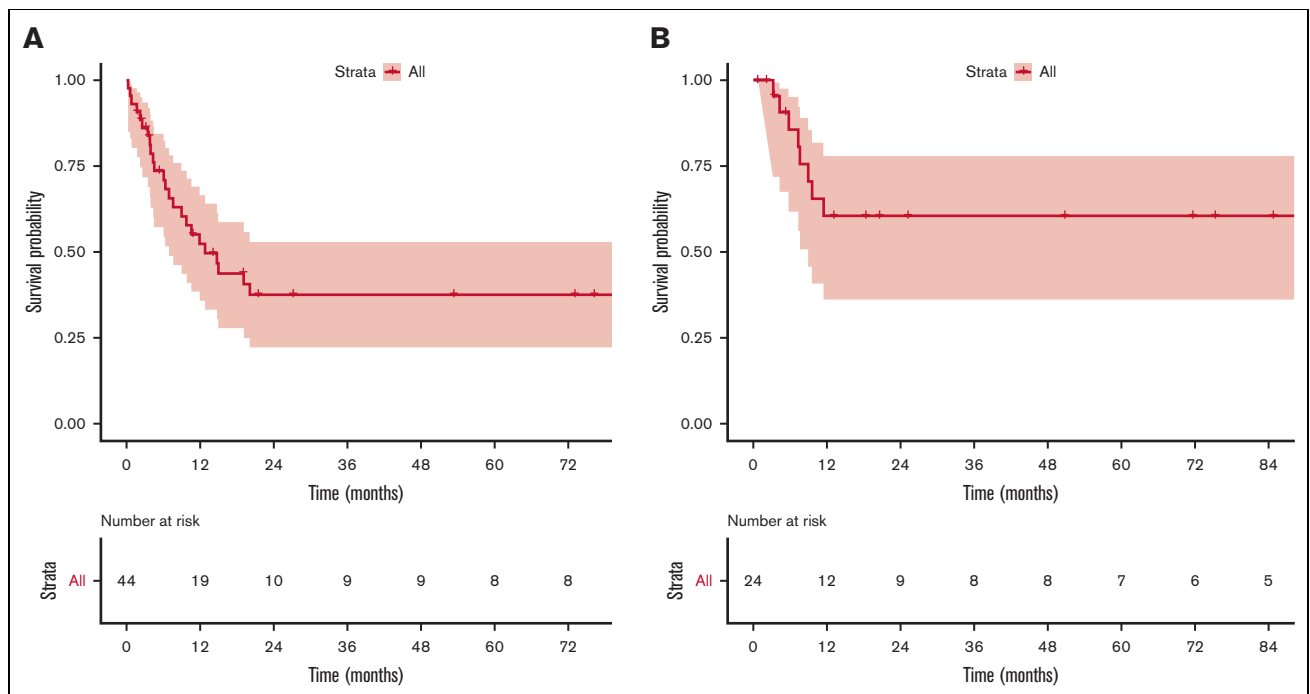 A
Strata All
1.00
0.75
0.50
0.25
0.00
Survival probability
0 12 24 36 48 60 72
Time (months)
Number at risk
Strata
All 44 19 10 9 9 8 8
0 12 24 36 48 60 72
Time (months)
B
Strata All
1.00
0.75
0.50
0.25
0.00
Survival probability
0 12 24 36 48 60 72 84
Time (months)
Number at risk
Strata
All 24 12 9 8 8 7 6 5
0 12 24 36 48 60 72 84
Time (months)